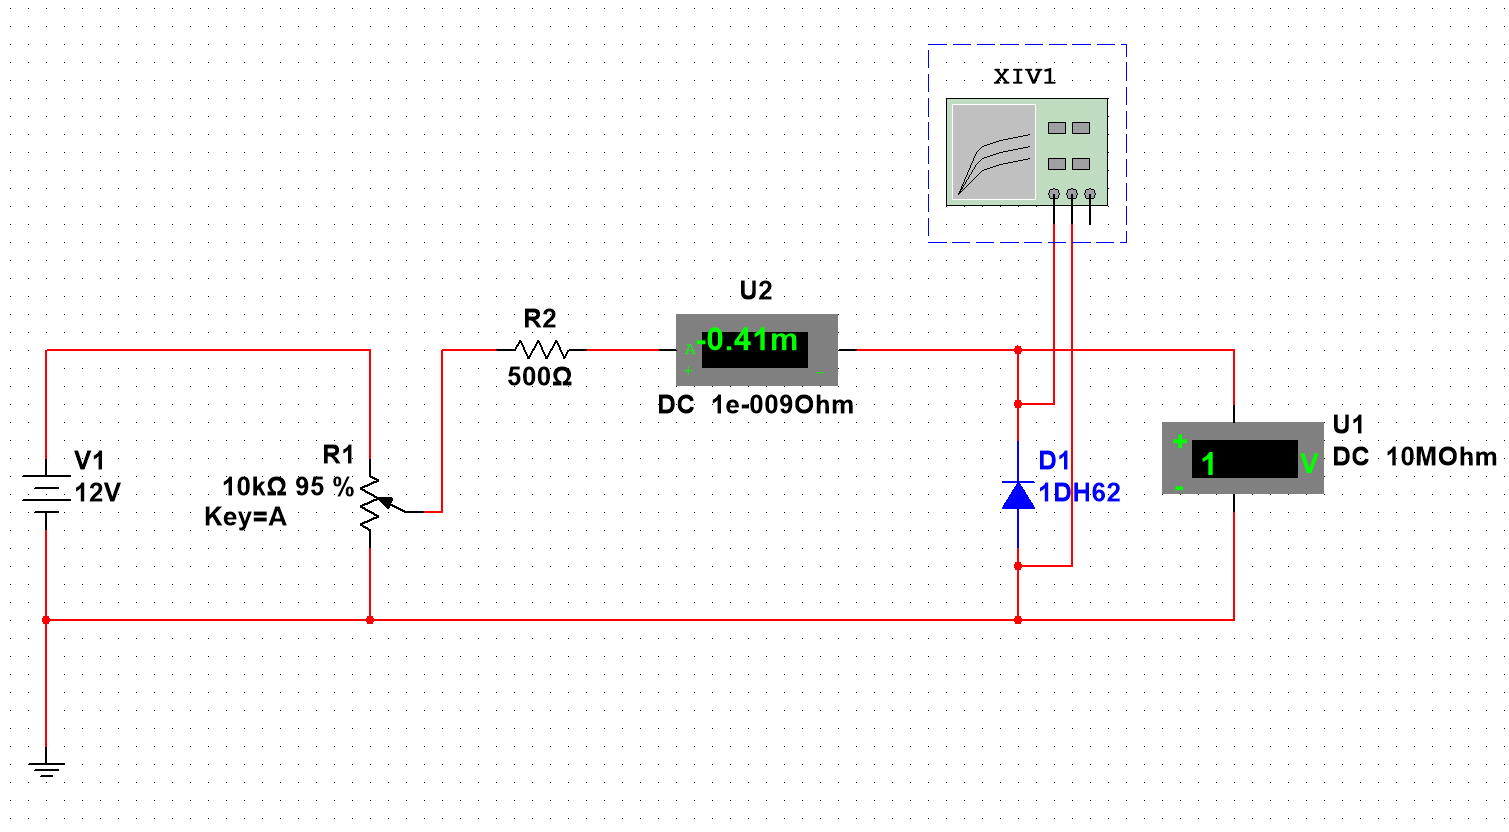 XIV1
U2
R2
A
-0.41m
+
-
500Ω
DC 1e-009Ohm
V1
12V
R1
10kΩ 95 %
Key=A
D1
1DH62
U1
DC 10MOhm
+
1
V
-